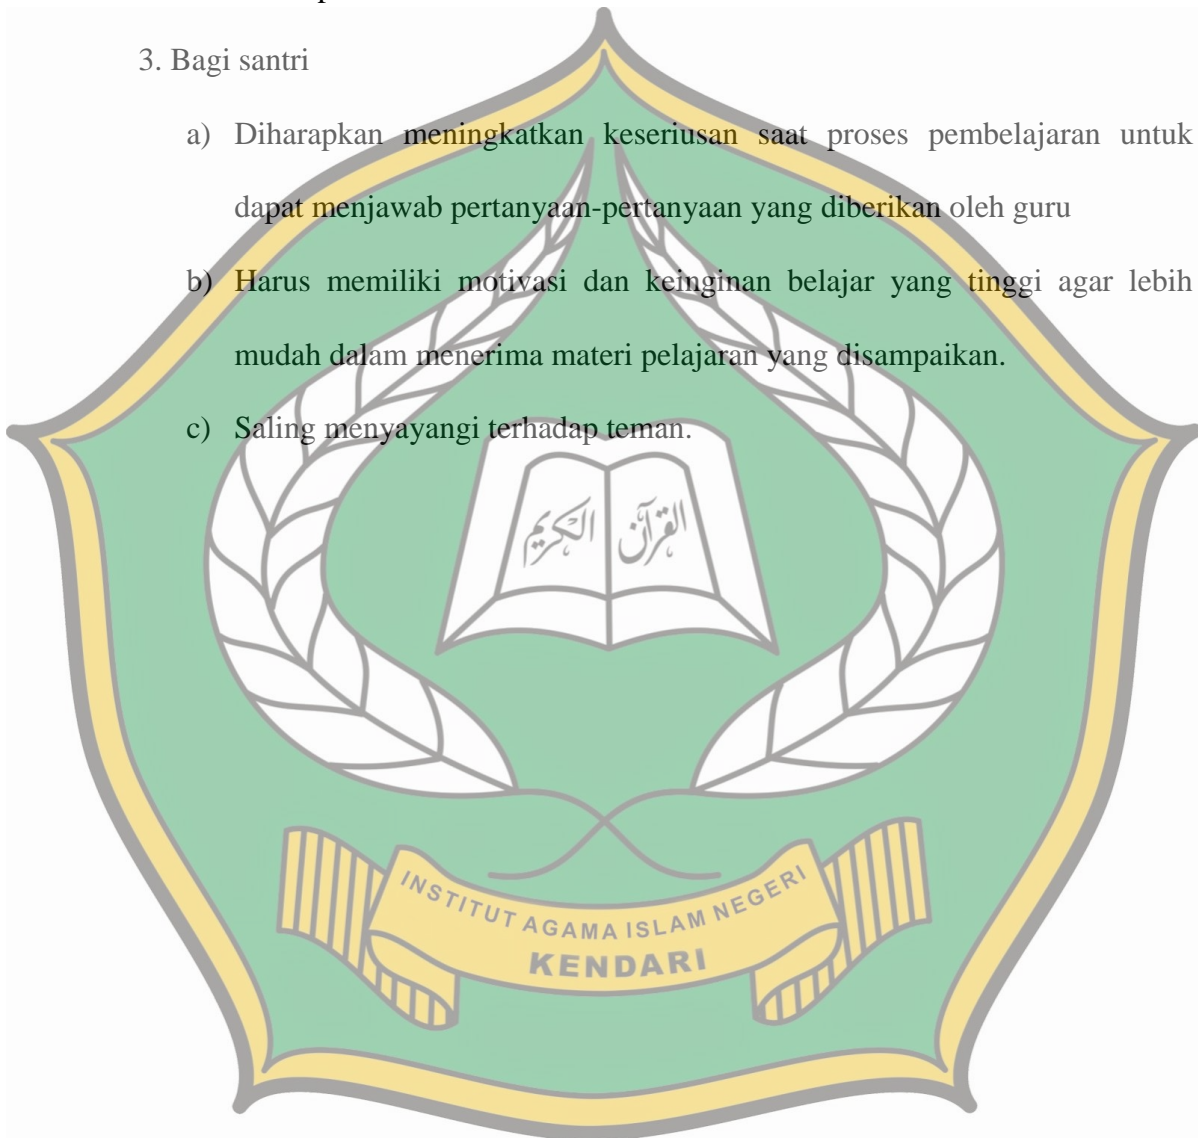 3. Bagi santri
a) Diharapkan meningkatkan keseriusan saat proses pembelajaran untuk
dapat menjawab pertanyaan-pertanyaan yang diberikan oleh guru
b) Harus memiliki motivasi dan keinginan belajar yang tinggi agar lebih
mudah dalam menerima materi pelajaran yang disampaikan.
c) Saling menyayangi terhadap teman.
القرآن الكريم
INSTITUT AGAMA ISLAM NEGERI
KENDARI